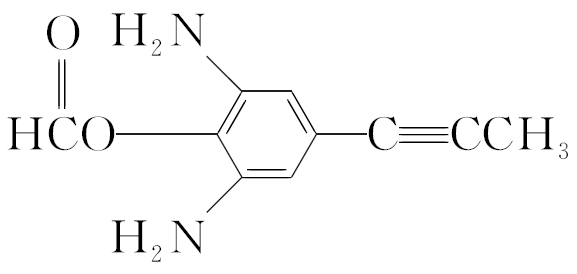 O
H₂N
HCO C≡CCH₃
H₂N